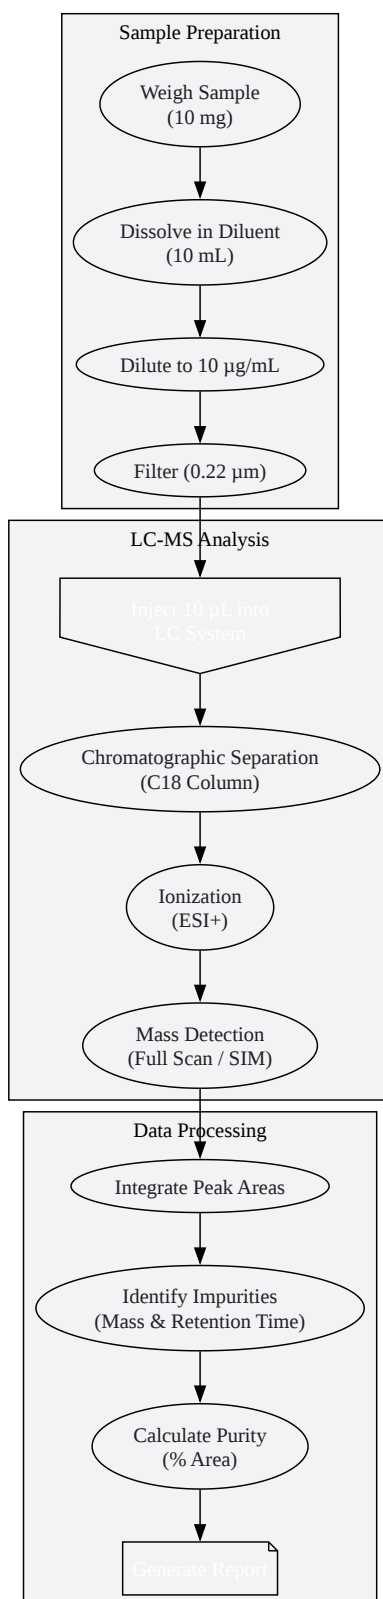 Sample Preparation
Weigh Sample
(10 mg)
Dissolve in Diluent
(10 mL)
Dilute to 10 µg/mL
Filter (0.22 µm)
LC-MS Analysis
Inject 10 µL into
LC System
Chromatographic Separation
(C18 Column)
Ionization
(ESI+)
Mass Detection
(Full Scan / SIM)
Data Processing
Integrate Peak Areas
Identify Impurities
(Mass & Retention Time)
Calculate Purity
(% Area)
Generate Report